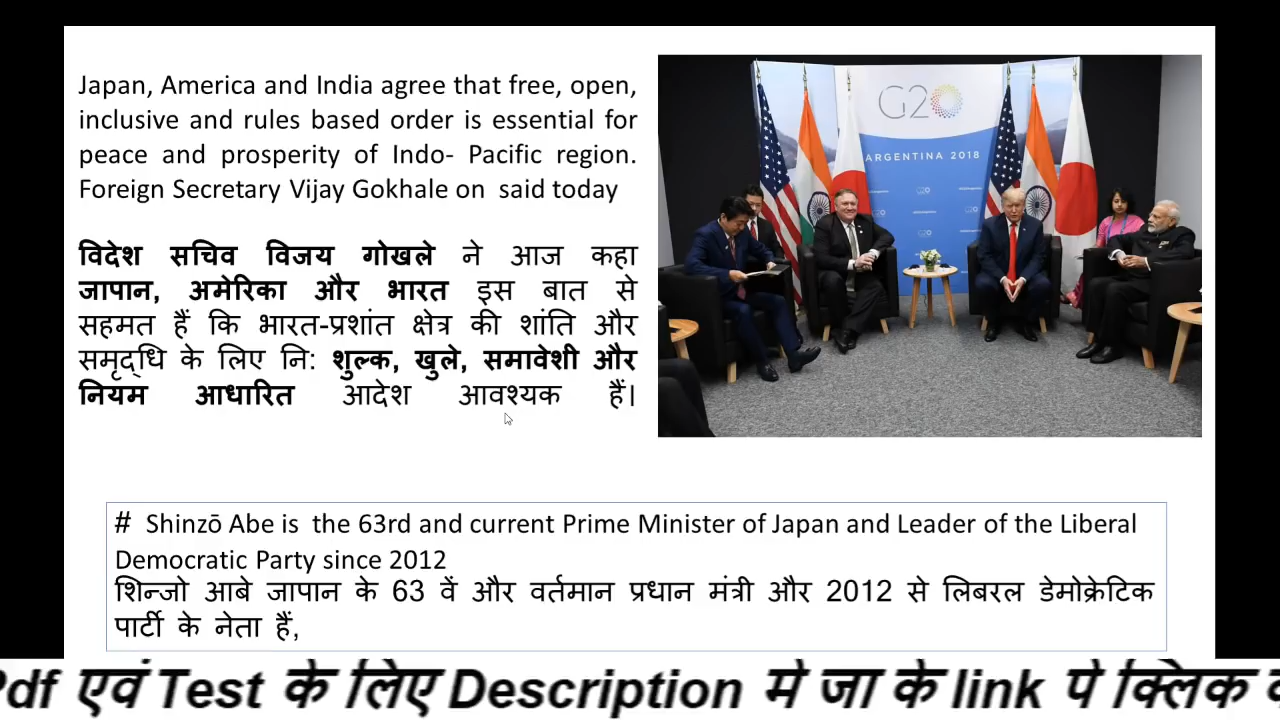 Japan, America and India agree that free, open,
inclusive and rules based order is essential for
peace and prosperity of Indo- Pacific region.
Foreign Secretary Vijay Gokhale on said today
विदेश सचिव विजय गोखले ने आज कहा
जापान, अमेरिका और भारत इस बात से
सहमत हैं कि भारत-प्रशांत क्षेत्र की शांति और
समृद्धि के लिए नि: शुल्क, खुले, समावेशी और
नियम आधारित आदेश आवश्यक हैं।
G20
ARGENTINA 2018
# Shinzō Abe is the 63rd and current Prime Minister of Japan and Leader of the Liberal
Democratic Party since 2012
शिन्जो आबे जापान के 63 वें और वर्तमान प्रधान मंत्री और 2012 से लिबरल डेमोक्रेटिक
पार्टी के नेता हैं,
Pdf एवं Test के लिए Description मे जा के link पे क्लिक